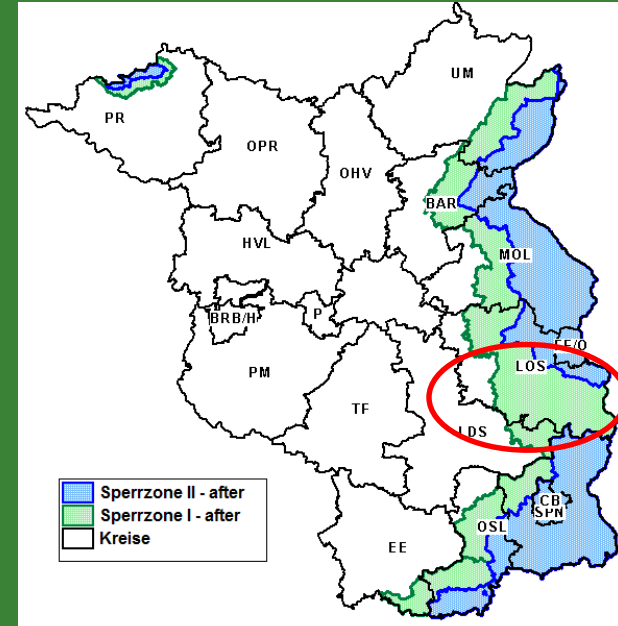 UM
PR
OPR
OHV
BAR
HVL
MOL
BRB/H
P
FF/O
LOS
PM
TF
LDS
CB
SPN
OSL
EE
Sperrzone II - after
Sperrzone I - after
Kreise